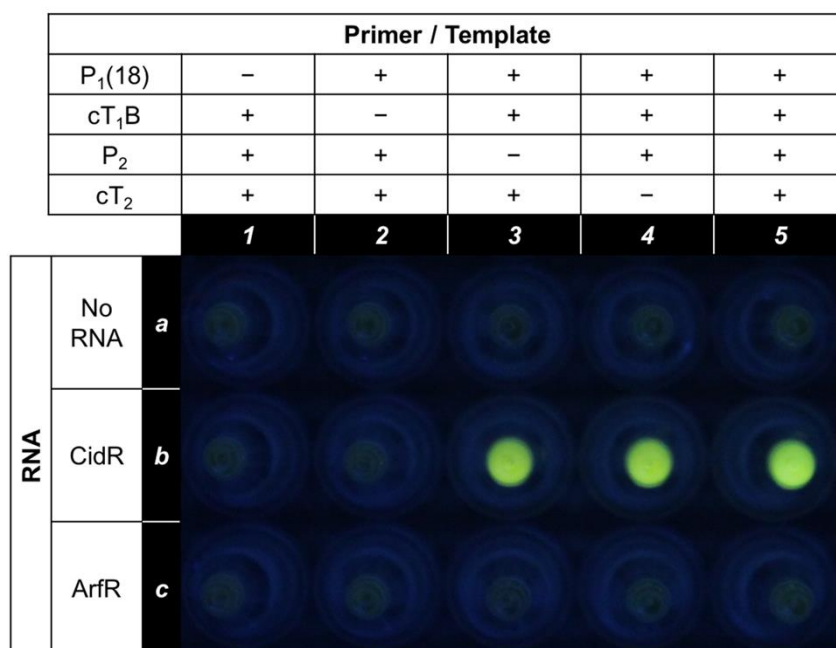 Primer / Template
P₁(18) − + + + +
cT₁B + − + + +
P₂ + + − + +
cT₂ + + + − +
1 2 3 4 5
RNA
No
RNA
a
CidR b
ArfR c